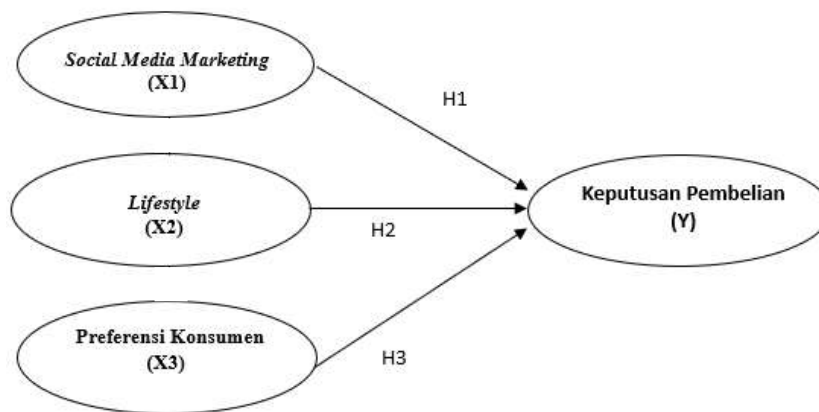 Social Media Marketing
(X1)
H1
Lifestyle
(X2)
H2
Keputusan Pembelian
(Y)
Preferensi Konsumen
(X3)
H3